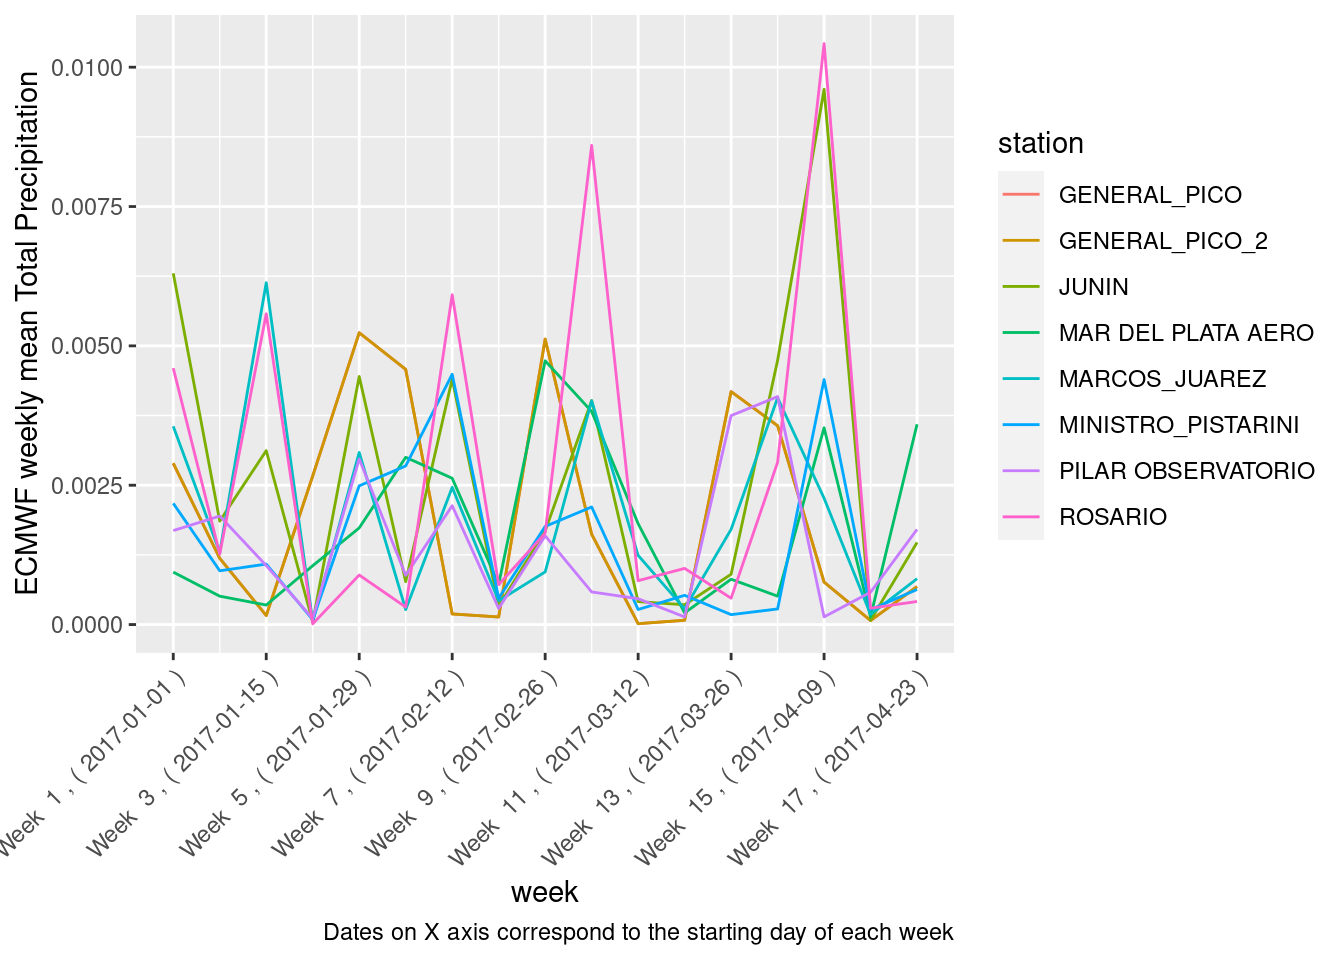 ECMWF weekly mean Total Precipitation
0.0100
0.0075
0.0050
0.0025
0.0000
Week 1 , ( 2017-01-01 )
Week 3 , ( 2017-01-15 )
Week 5 , ( 2017-01-29 )
Week 7 , ( 2017-02-12 )
Week 9 , ( 2017-02-26 )
Week 11 , ( 2017-03-12 )
Week 13 , ( 2017-03-26 )
Week 15 , ( 2017-04-09 )
Week 17 , ( 2017-04-23 )
week
Dates on X axis correspond to the starting day of each week
station
GENERAL_PICO
GENERAL_PICO_2
JUNIN
MAR DEL PLATA AERO
MARCOS_JUAREZ
MINISTRO_PISTARINI
PILAR OBSERVATORIO
ROSARIO